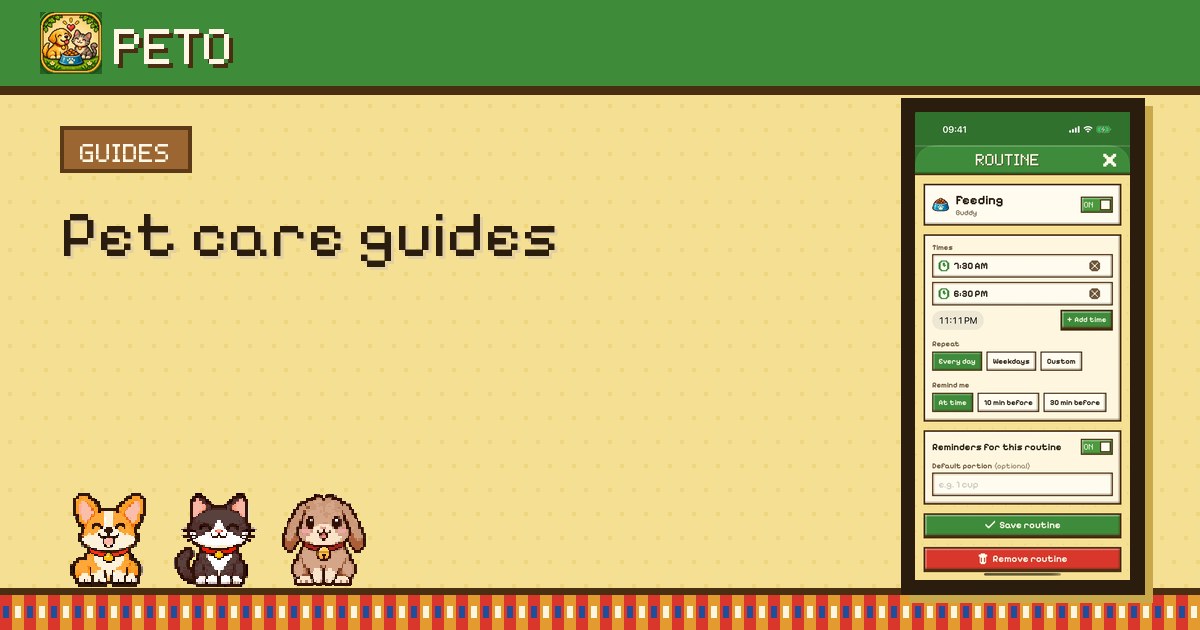 PETO
GUIDES
Pet care guides
09:41
ROUTINE
Feeding
Buddy
ON
Times
7:30 AM
6:30 PM
11:11 PM
+ Add time
Repeat
Every day Weekdays Custom
Remind me
At time 10 min before 30 min before
Reminders for this routine
ON
Default portion (optional)
e.g. 1 cup
Save routine
Remove routine